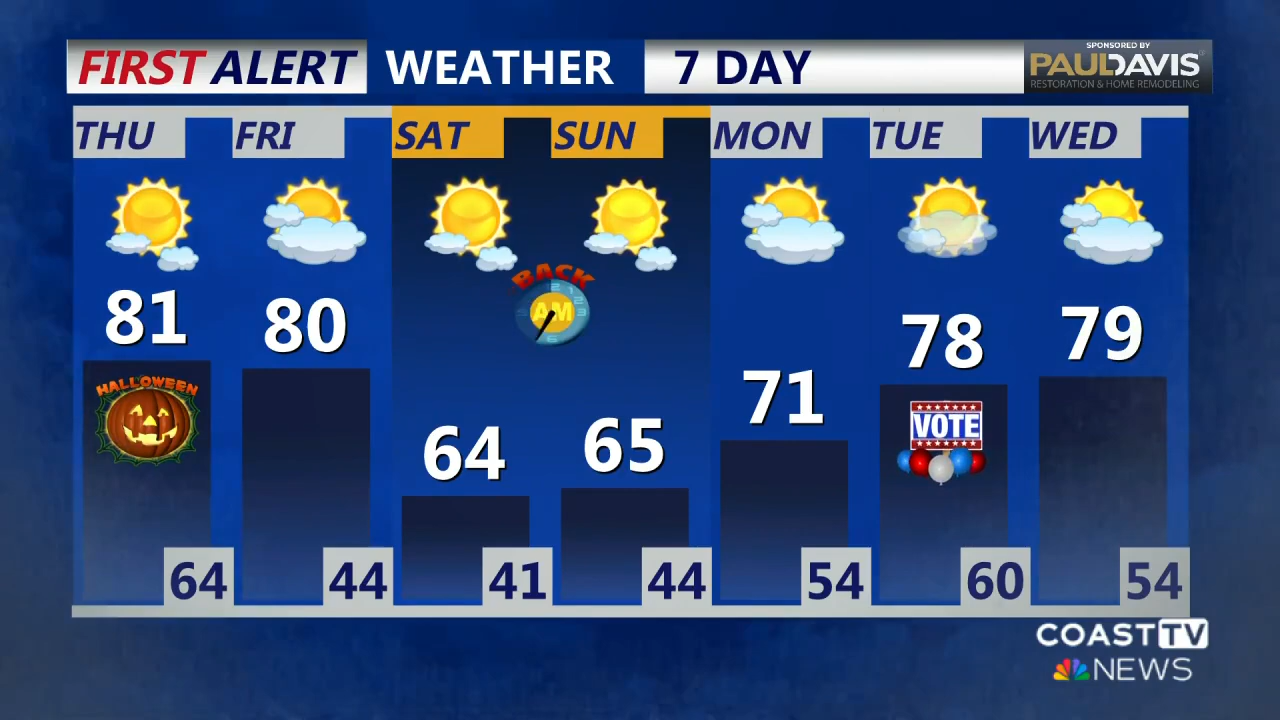 FIRST ALERT WEATHER 7 DAY
SPONSORED BY
PAULDAVIS
RESTORATION & HOME REMODELING
THU FRI SAT SUN MON TUE WED
BACK
AM
81 80 64 65 71 78 79
HALLOWEEN
VOTE
64 44 41 44 54 60 54
COAST TV
NEWS